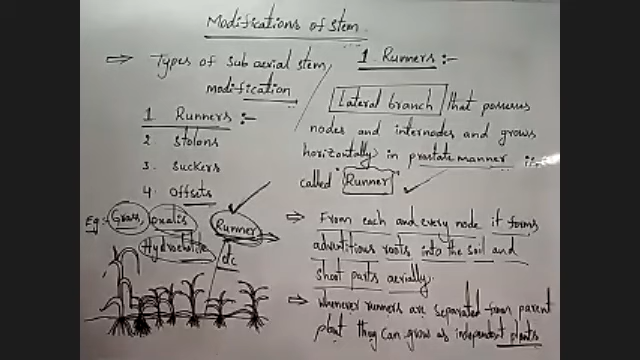 Modifications of stem
⇒ Types of Sub aerial stem
modification
1 Runners :-
2. Stolons
3. Suckers
4. Offsets
Eg:- Grass, oxalis
Hydrocotile
Runner
1. Runners :-
Lateral branch that possess
nodes and internodes and grows
horizontally in prostate manner is
called "Runner"
⇒ From each and every node it forms
adventitious roots into the soil and
shoot parts aerially.
⇒ Whenever runners are separated from parent
plant they can grow as independent plants